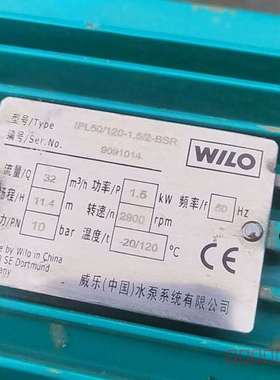 型号/Type IPL50/120-1.5/2-BSR
编号/Ser.No. 9091014
WILO
流量/Q 32 m³/h 功率/P 1.5 kW 频率/f 50 Hz
扬程/H 11.4 m 转速/n 2900 rpm
力/PN 10 bar 温度/t -20/120 °C
de by Wilo in China
SE Dortmund
ermany
CE
威乐(中国)水泵系统有限公司